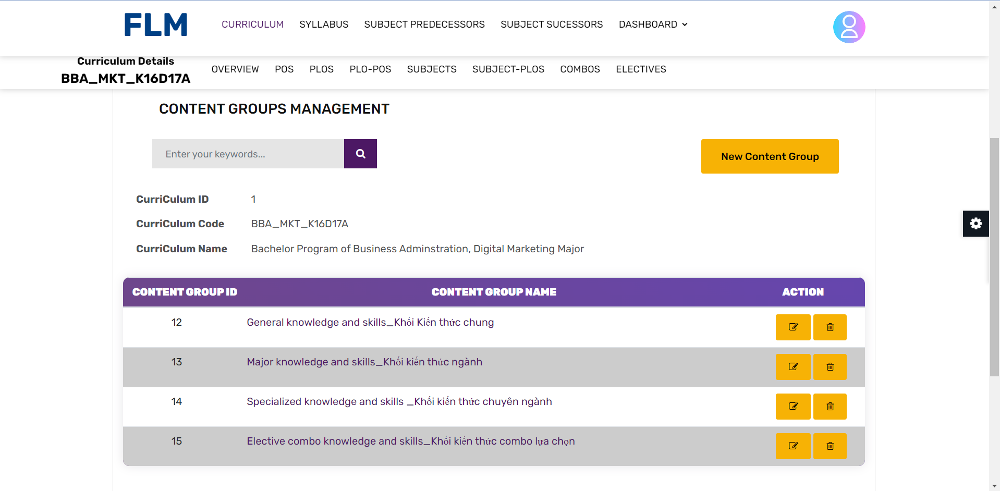 FLM
CURRICULUM SYLLABUS SUBJECT PREDECESSORS SUBJECT SUCESSORS DASHBOARD
Curriculum Details
BBA_MKT_K16D17A
OVERVIEW POS PLOS PLO-POS SUBJECTS SUBJECT-PLOS COMBOS ELECTIVES
CONTENT GROUPS MANAGEMENT
Enter your keywords...
New Content Group
CurriCulum ID 1
CurriCulum Code BBA_MKT_K16D17A
CurriCulum Name Bachelor Program of Business Adminstration, Digital Marketing Major
CONTENT GROUP ID CONTENT GROUP NAME ACTION
12 General knowledge and skills_Khối Kiến thức chung
13 Major knowledge and skills_Khối kiến thức ngành
14 Specialized knowledge and skills _Khối kiến thức chuyên ngành
15 Elective combo knowledge and skills_Khối kiến thức combo lựa chọn